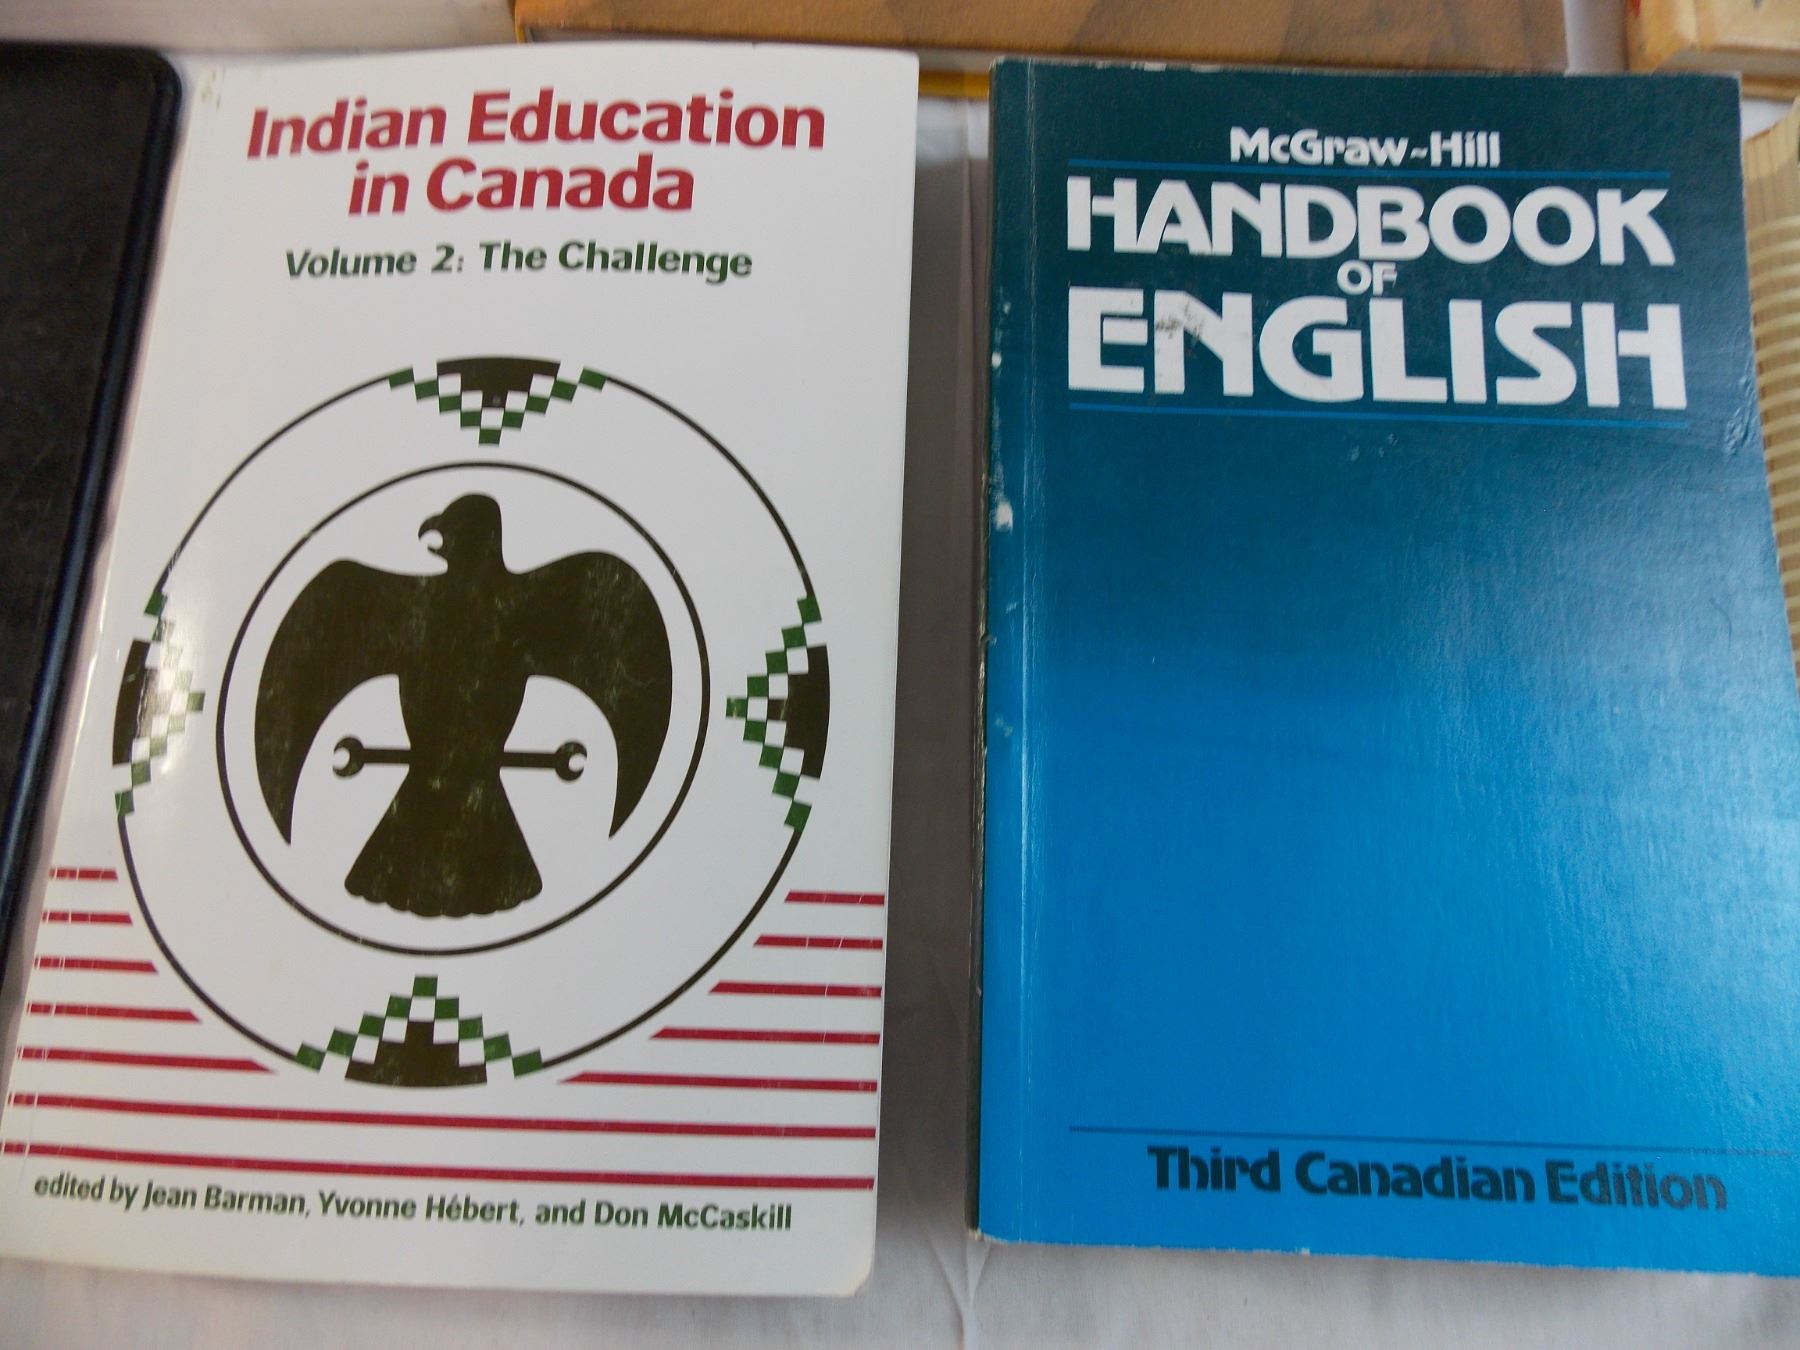 Indian Education
in Canada
Volume 2: The Challenge
edited by Jean Barman, Yvonne Hébert, and Don McCaskill
McGraw~Hill
HANDBOOK
OF
ENGLISH
Third Canadian Edition